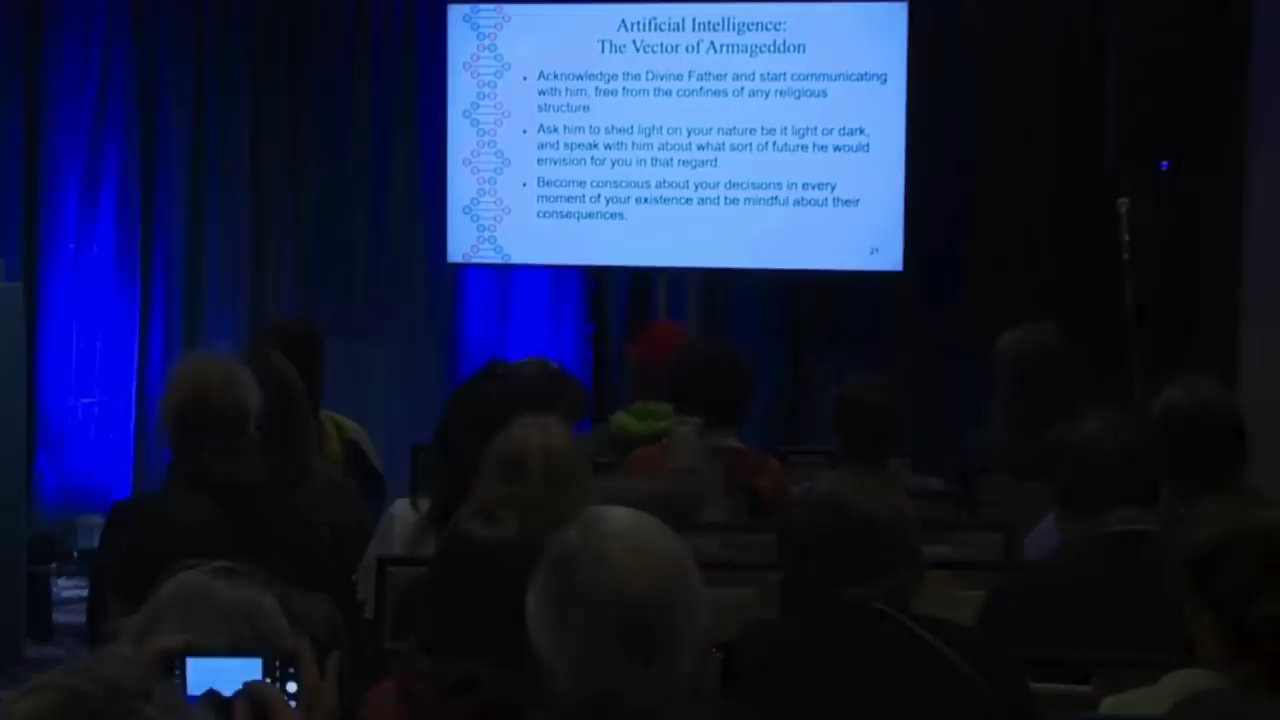 Artificial Intelligence:
The Vector of Armageddon
• Acknowledge the Divine Father and start communicating
with him, free from the confines of any religious
structure.
• Ask him to shed light on your nature be it light or dark,
and speak with him about what sort of future he would
envision for you in that regard.
• Become conscious about your decisions in every
moment of your existence and be mindful about their
consequences.
21